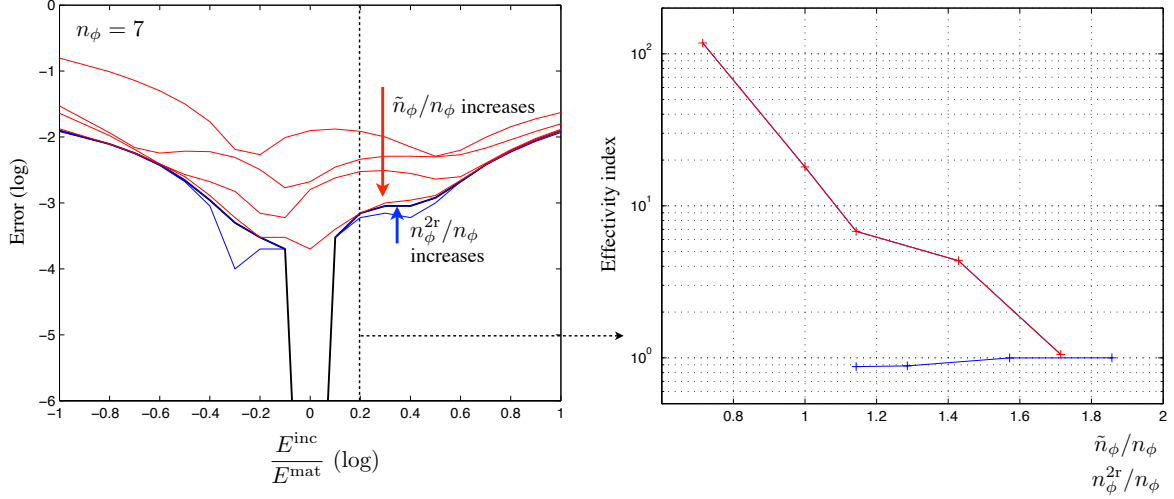 n_ϕ = 7
ñ_ϕ/n_ϕ increases
n_ϕ^{2r}/n_ϕ
increases
Error (log)
0
−1
−2
−3
−4
−5
−6
−1 −0.8 −0.6 −0.4 −0.2 0 0.2 0.4 0.6 0.8 1
E^{inc}
E^{mat} (log)
Effectivity index
10^2
10^1
10^0
0.8 1 1.2 1.4 1.6 1.8 2
ñ_ϕ/n_ϕ
n_ϕ^{2r}/n_ϕ